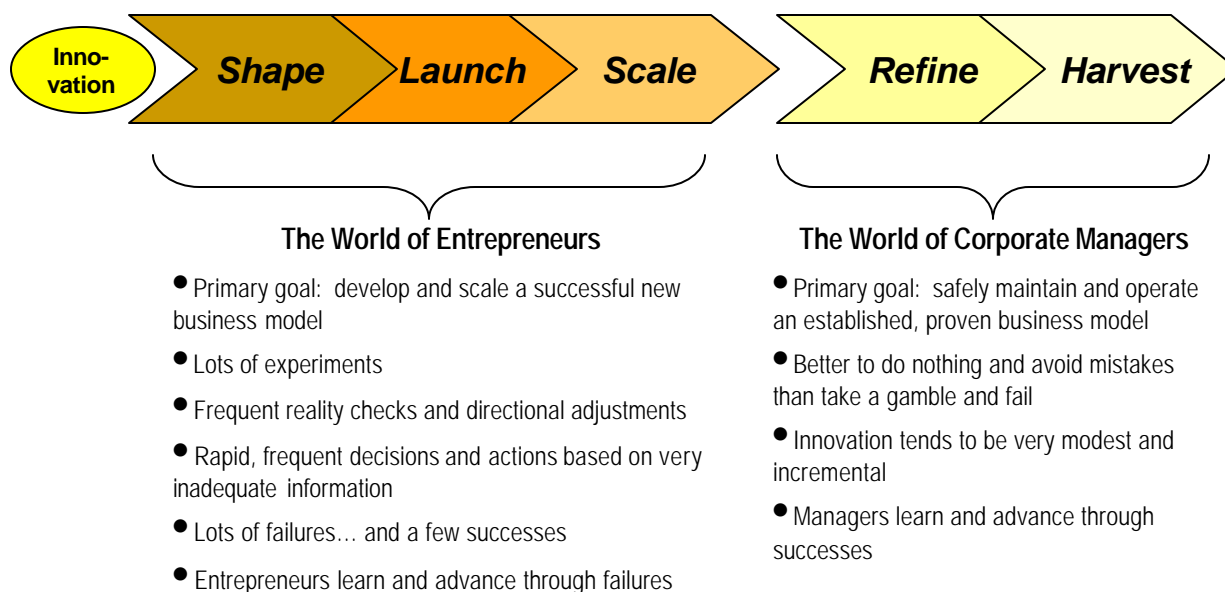 Inno-
vation
Shape
Launch
Scale
Refine
Harvest
The World of Entrepreneurs
● Primary goal: develop and scale a successful new
business model
● Lots of experiments
● Frequent reality checks and directional adjustments
● Rapid, frequent decisions and actions based on very
inadequate information
● Lots of failures… and a few successes
● Entrepreneurs learn and advance through failures
The World of Corporate Managers
● Primary goal: safely maintain and operate
an established, proven business model
● Better to do nothing and avoid mistakes
than take a gamble and fail
● Innovation tends to be very modest and
incremental
● Managers learn and advance through
successes